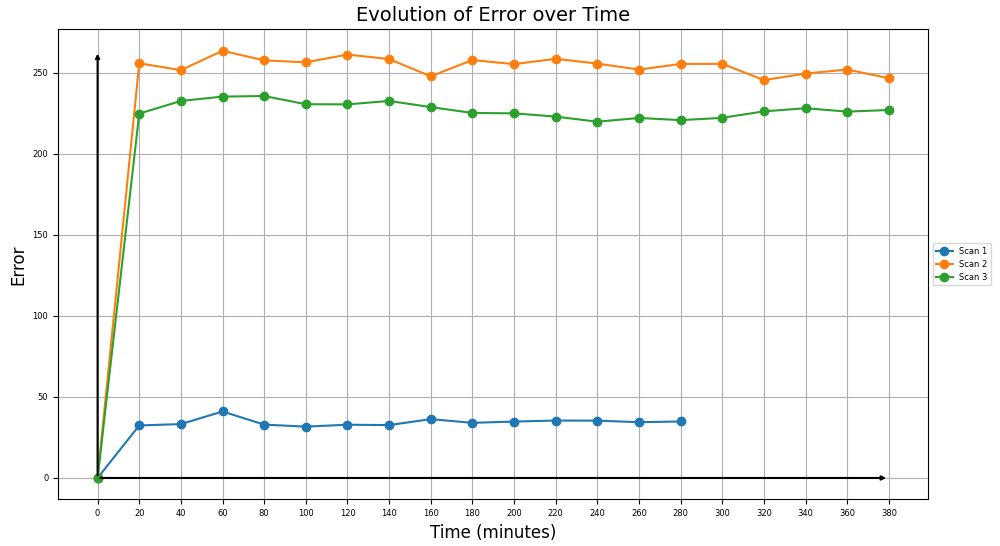 Evolution of Error over Time
Error
250
200
150
100
50
0
0 20 40 60 80 100 120 140 160 180 200 220 240 260 280 300 320 340 360 380
Time (minutes)
Scan 1
Scan 2
Scan 3